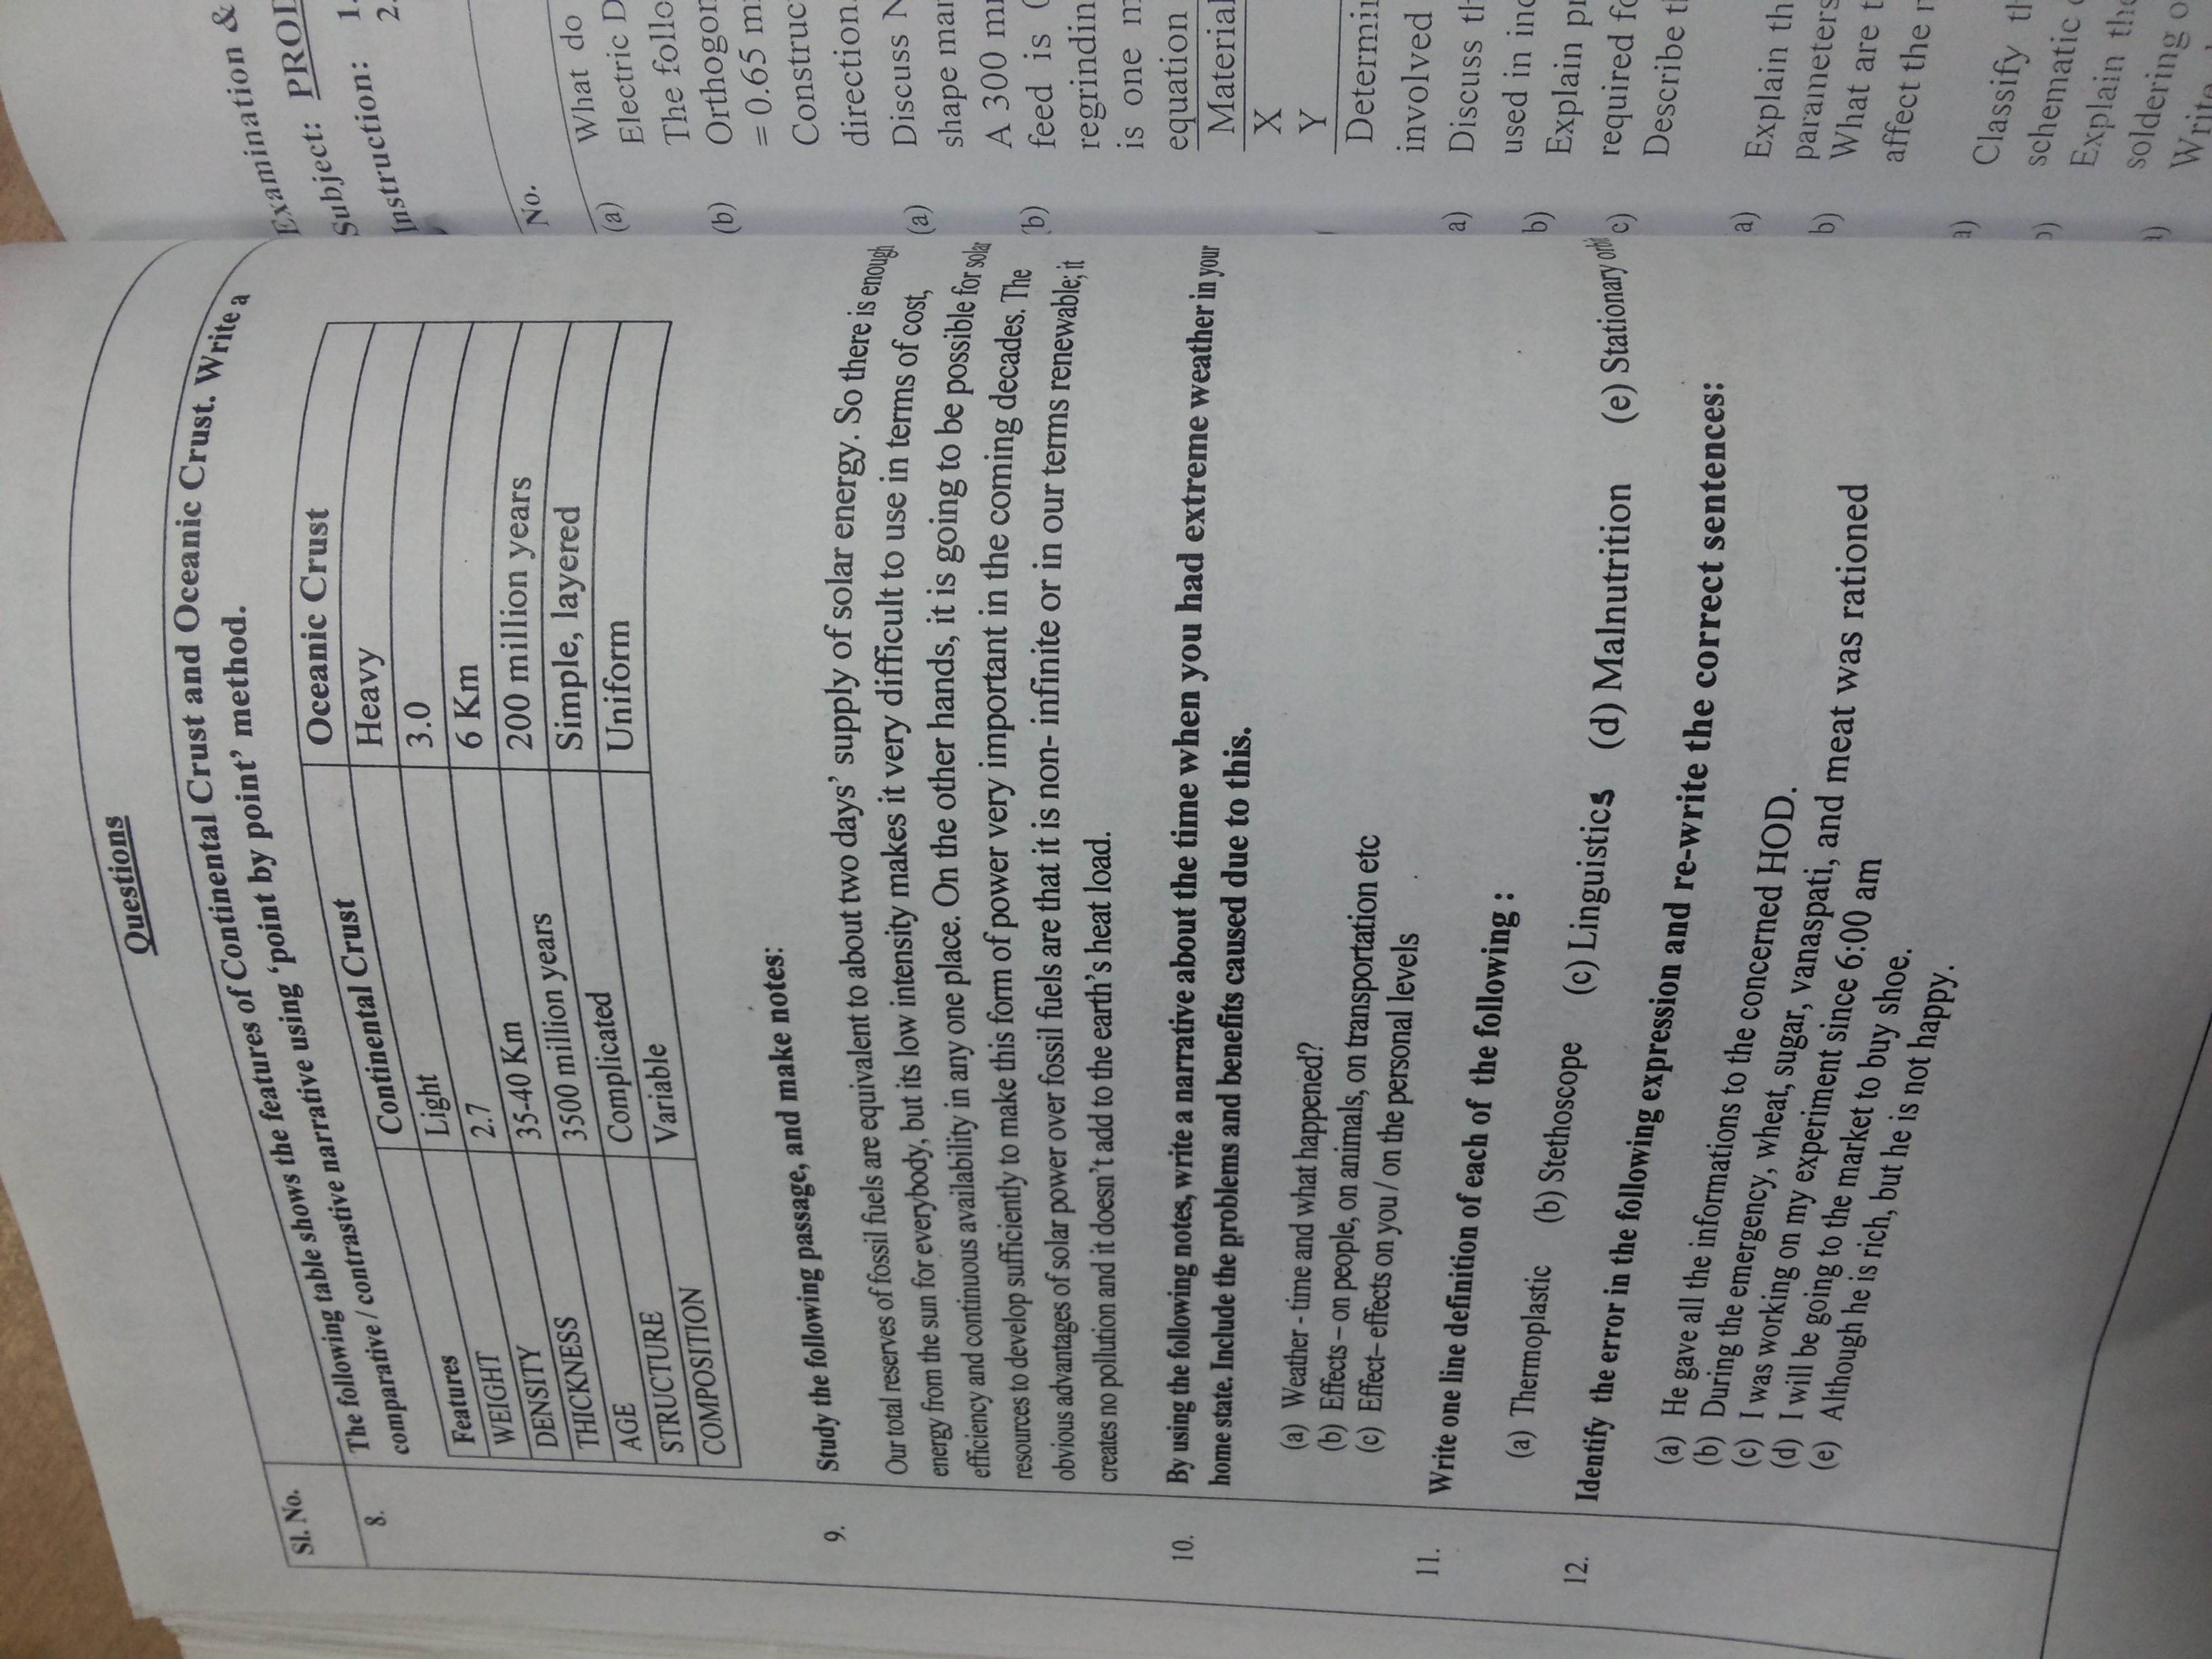 Questions
Sl. No.
8.
The following table shows the features of Continental Crust and Oceanic Crust. Write a
comparative / contrastive narrative using ‘point by point’ method.
Features Continental Crust Oceanic Crust
WEIGHT Light Heavy
DENSITY 2.7 3.0
THICKNESS 35-40 Km 6 Km
AGE 3500 million years 200 million years
STRUCTURE Complicated Simple, layered
COMPOSITION Variable Uniform
9. Study the following passage, and make notes:
Our total reserves of fossil fuels are equivalent to about two days’ supply of solar energy. So there is enough
energy from the sun for everybody, but its low intensity makes it very difficult to use in terms of cost,
efficiency and continuous availability in any one place. On the other hands, it is going to be possible for solar
resources to develop sufficiently to make this form of power very important in the coming decades. The
obvious advantages of solar power over fossil fuels are that it is non- infinite or in our terms renewable; it
creates no pollution and it doesn’t add to the earth’s heat load.
10. By using the following notes, write a narrative about the time when you had extreme weather in your
home state. Include the problems and benefits caused due to this.
(a) Weather - time and what happened?
(b) Effects – on people, on animals, on transportation etc
(c) Effect– effects on you / on the personal levels
11. Write one line definition of each of the following :
(a) Thermoplastic (b) Stethoscope (c) Linguistics (d) Malnutrition (e) Stationary orbit
12. Identify the error in the following expression and re-write the correct sentences:
(a) He gave all the informations to the concerned HOD.
(b) During the emergency, wheat, sugar, vanaspati, and meat was rationed
(c) I was working on my experiment since 6:00 am
(d) I will be going to the market to buy shoe.
(e) Although he is rich, but he is not happy.
Examination &
Subject:
Instruction: 1.
2.
No.
(a) What do
Electric
The
(b)
= 0.65
direction.
(a) Discuss
shape
A 300
(b) feed is
is one
equation
Material
X
Y
involved
a) Discuss
used in
b) Explain
required
c) Describe
a) Explain
parameters
b) What are
affect the
a) Classify
schematic
b) Explain
soldering
a)